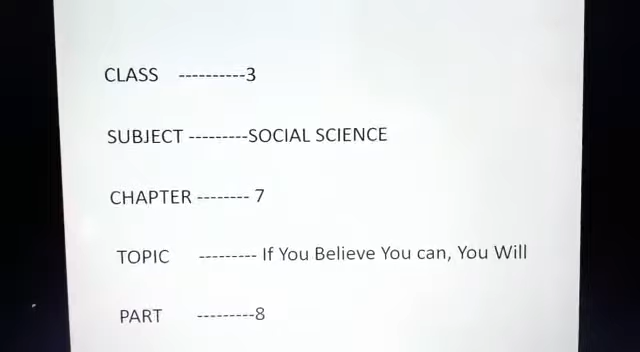 CLASS ----------3
SUBJECT ---------SOCIAL SCIENCE
CHAPTER -------- 7
TOPIC --------- If You Believe You can, You Will
PART ---------8